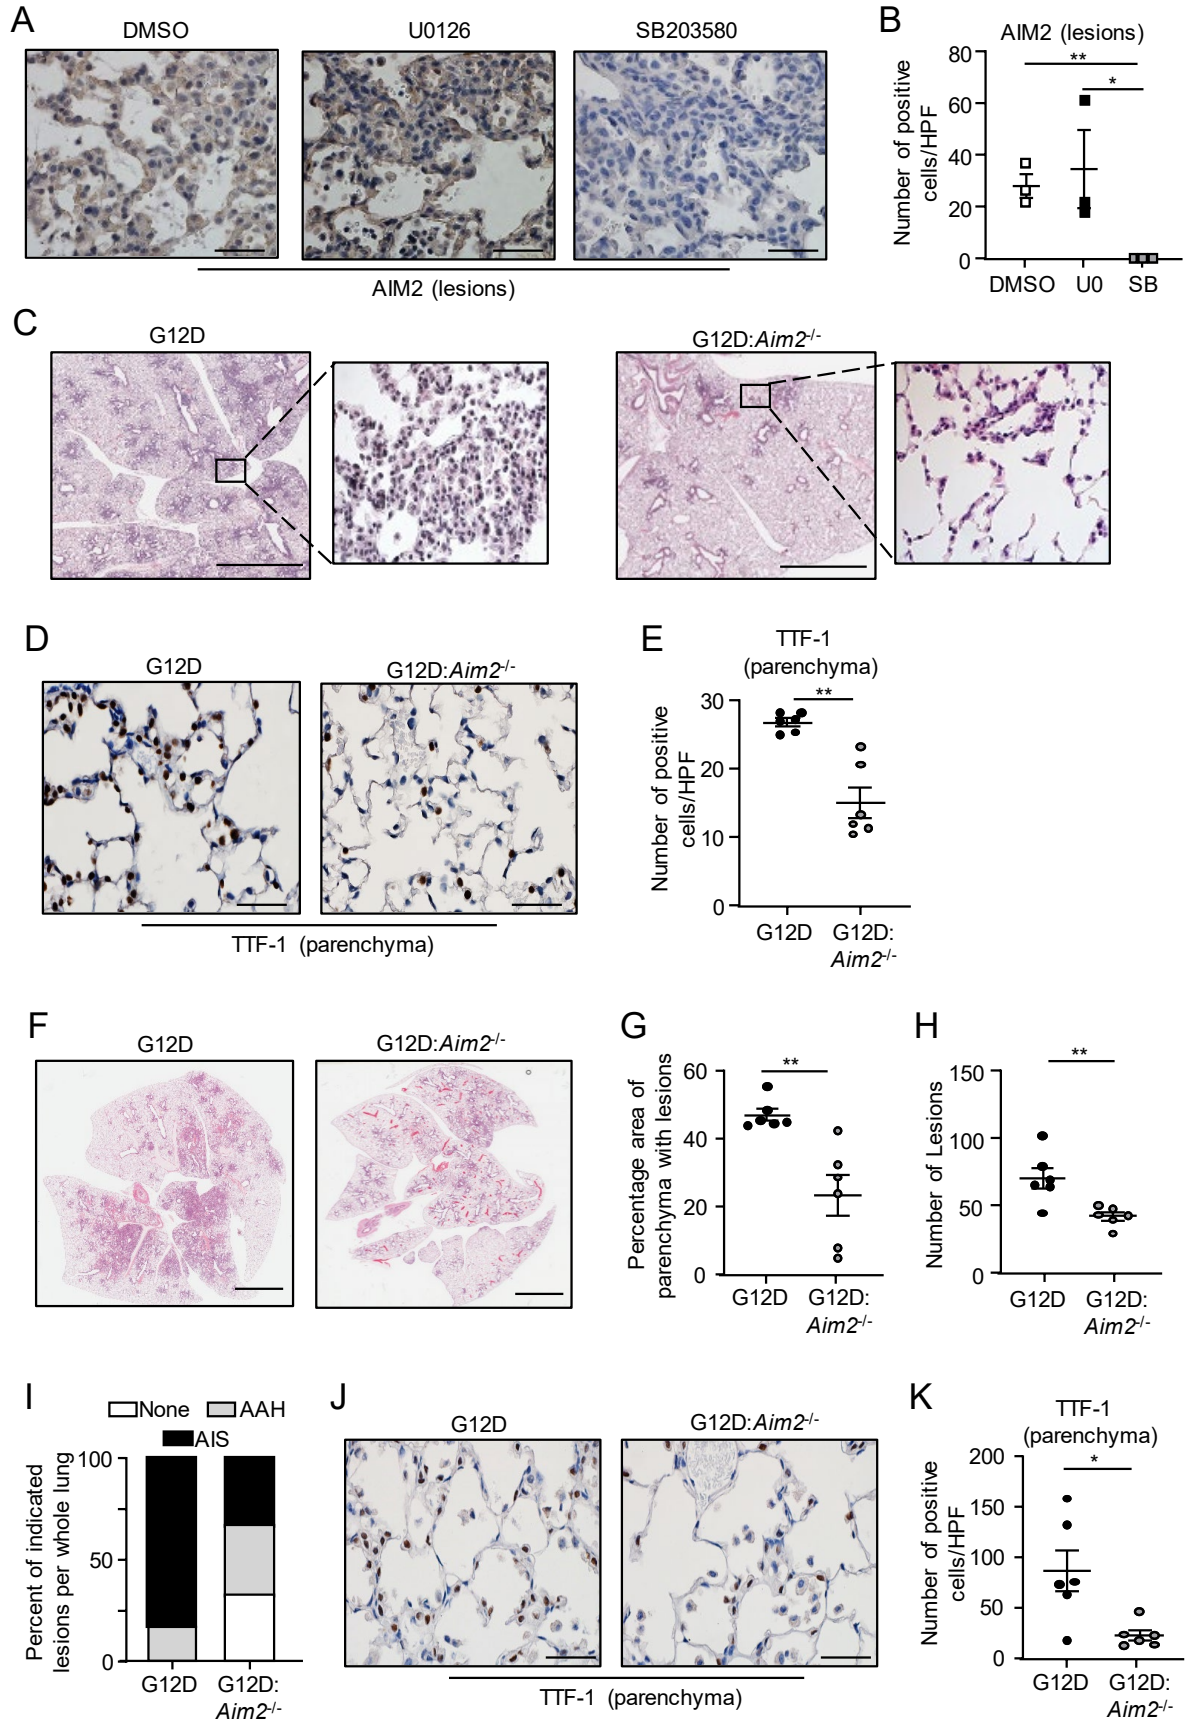 A
DMSO
U0126
SB203580
AIM2 (lesions)
B
AIM2 (lesions)
**
*
Number of positive
cells/HPF
80
60
40
20
0
DMSO
U0
SB
C
G12D
G12D:Aim2-/-
D
G12D
G12D:Aim2-/-
TTF-1 (parenchyma)
E
TTF-1
(parenchyma)
**
Number of positive
cells/HPF
30
20
10
0
G12D
G12D:
Aim2-/-
F
G12D
G12D:Aim2-/-
G
**
Percentage area of
parenchyma with lesions
60
40
20
0
G12D
G12D:
Aim2-/-
H
**
Number of Lesions
150
100
50
0
G12D
G12D:
Aim2-/-
I
None
AAH
AIS
Percent of indicated
lesions per whole lung
100
50
0
G12D
G12D:
Aim2-/-
J
G12D
G12D:Aim2-/-
TTF-1 (parenchyma)
K
TTF-1
(parenchyma)
*
Number of positive
cells/HPF
200
150
100
50
0
G12D
G12D:
Aim2-/-